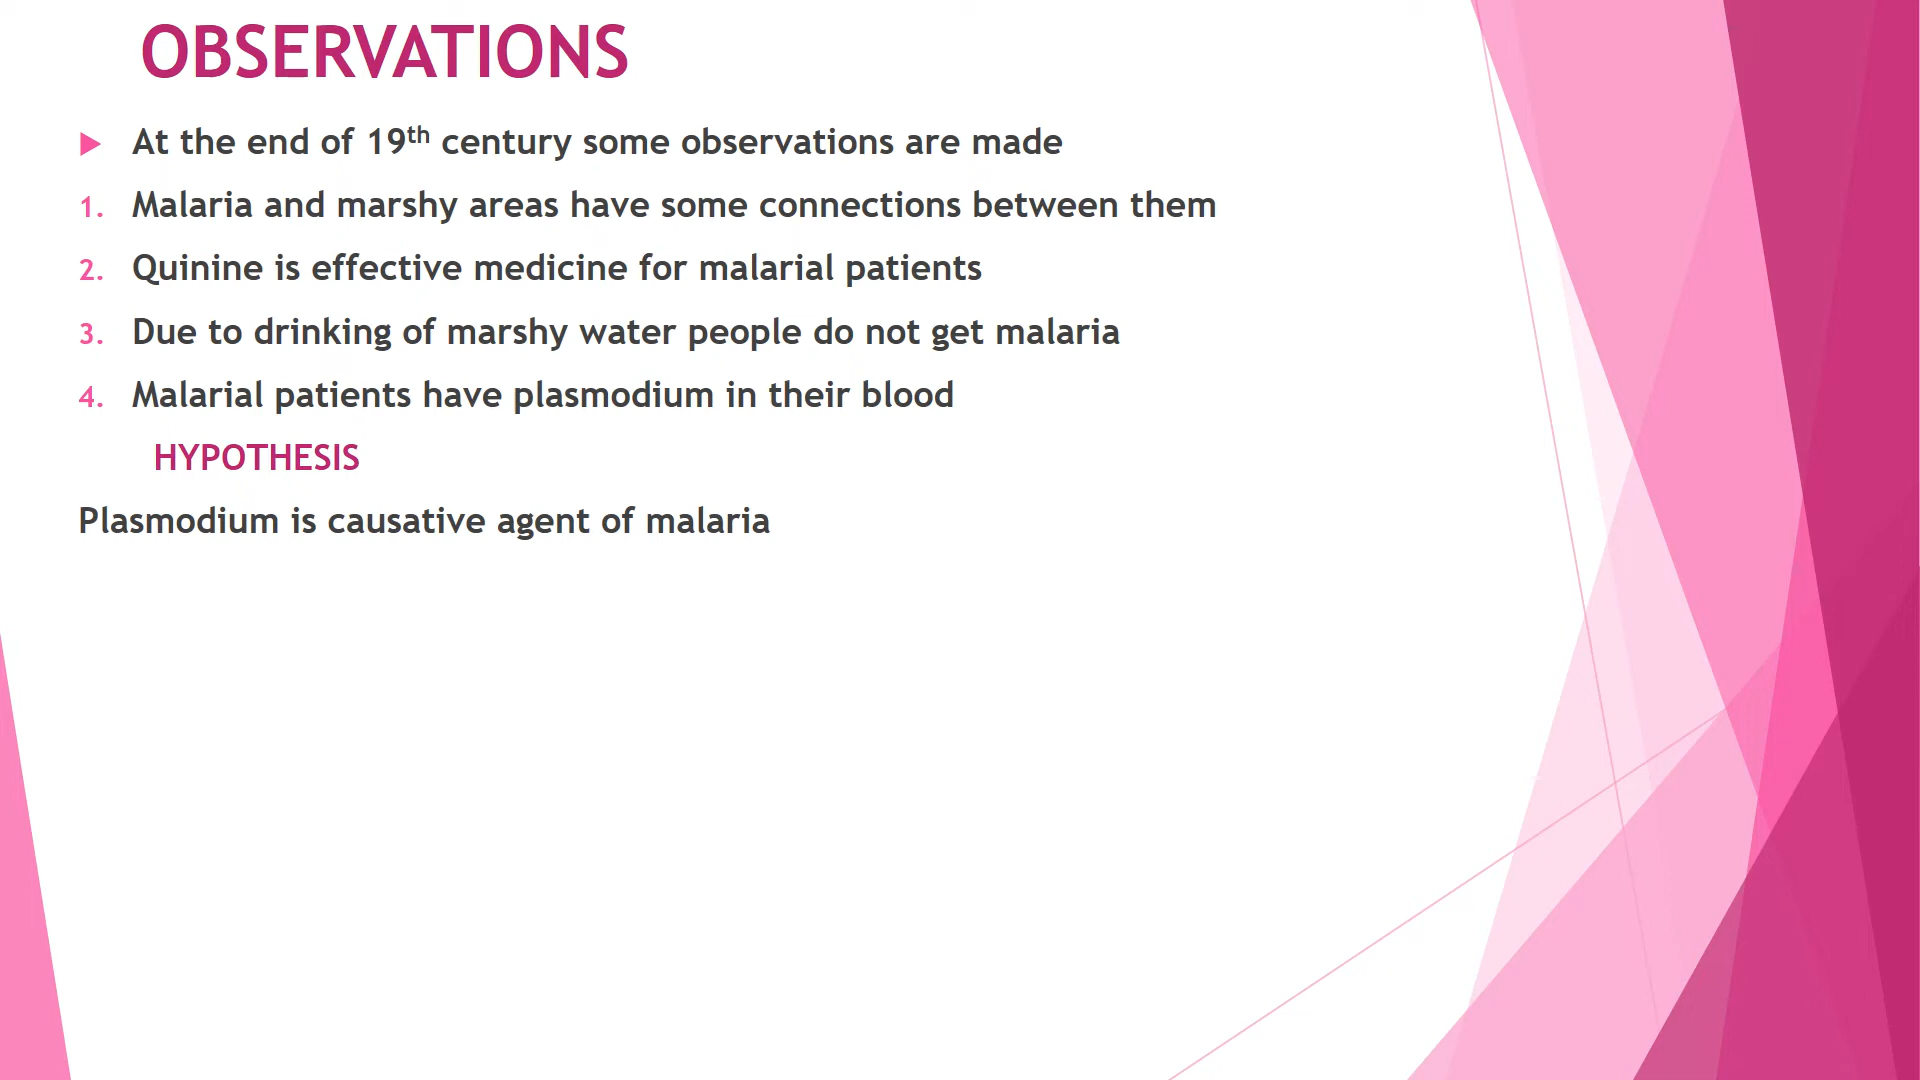 OBSERVATIONS
At the end of 19th century some observations are made
1. Malaria and marshy areas have some connections between them
2. Quinine is effective medicine for malarial patients
3. Due to drinking of marshy water people do not get malaria
4. Malarial patients have plasmodium in their blood
HYPOTHESIS
Plasmodium is causative agent of malaria